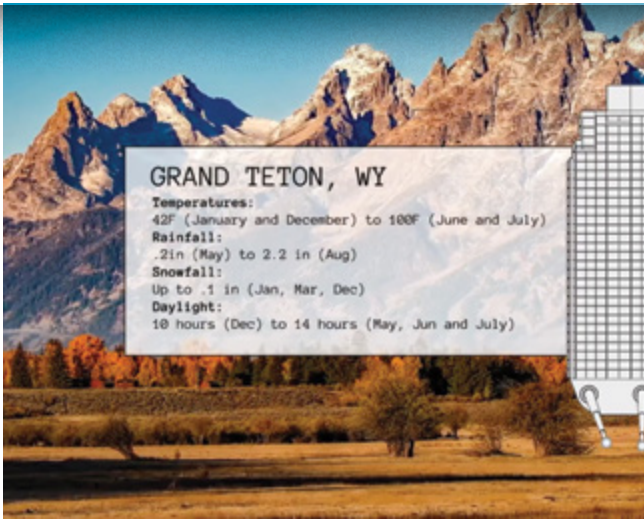 GRAND TETON, WY
Temperatures:
42F (January and December) to 100F (June and July)
Rainfall:
.2in (May) to 2.2 in (Aug)
Snowfall:
Up to .1 in (Jan, Mar, Dec)
Daylight:
10 hours (Dec) to 14 hours (May, Jun and July)